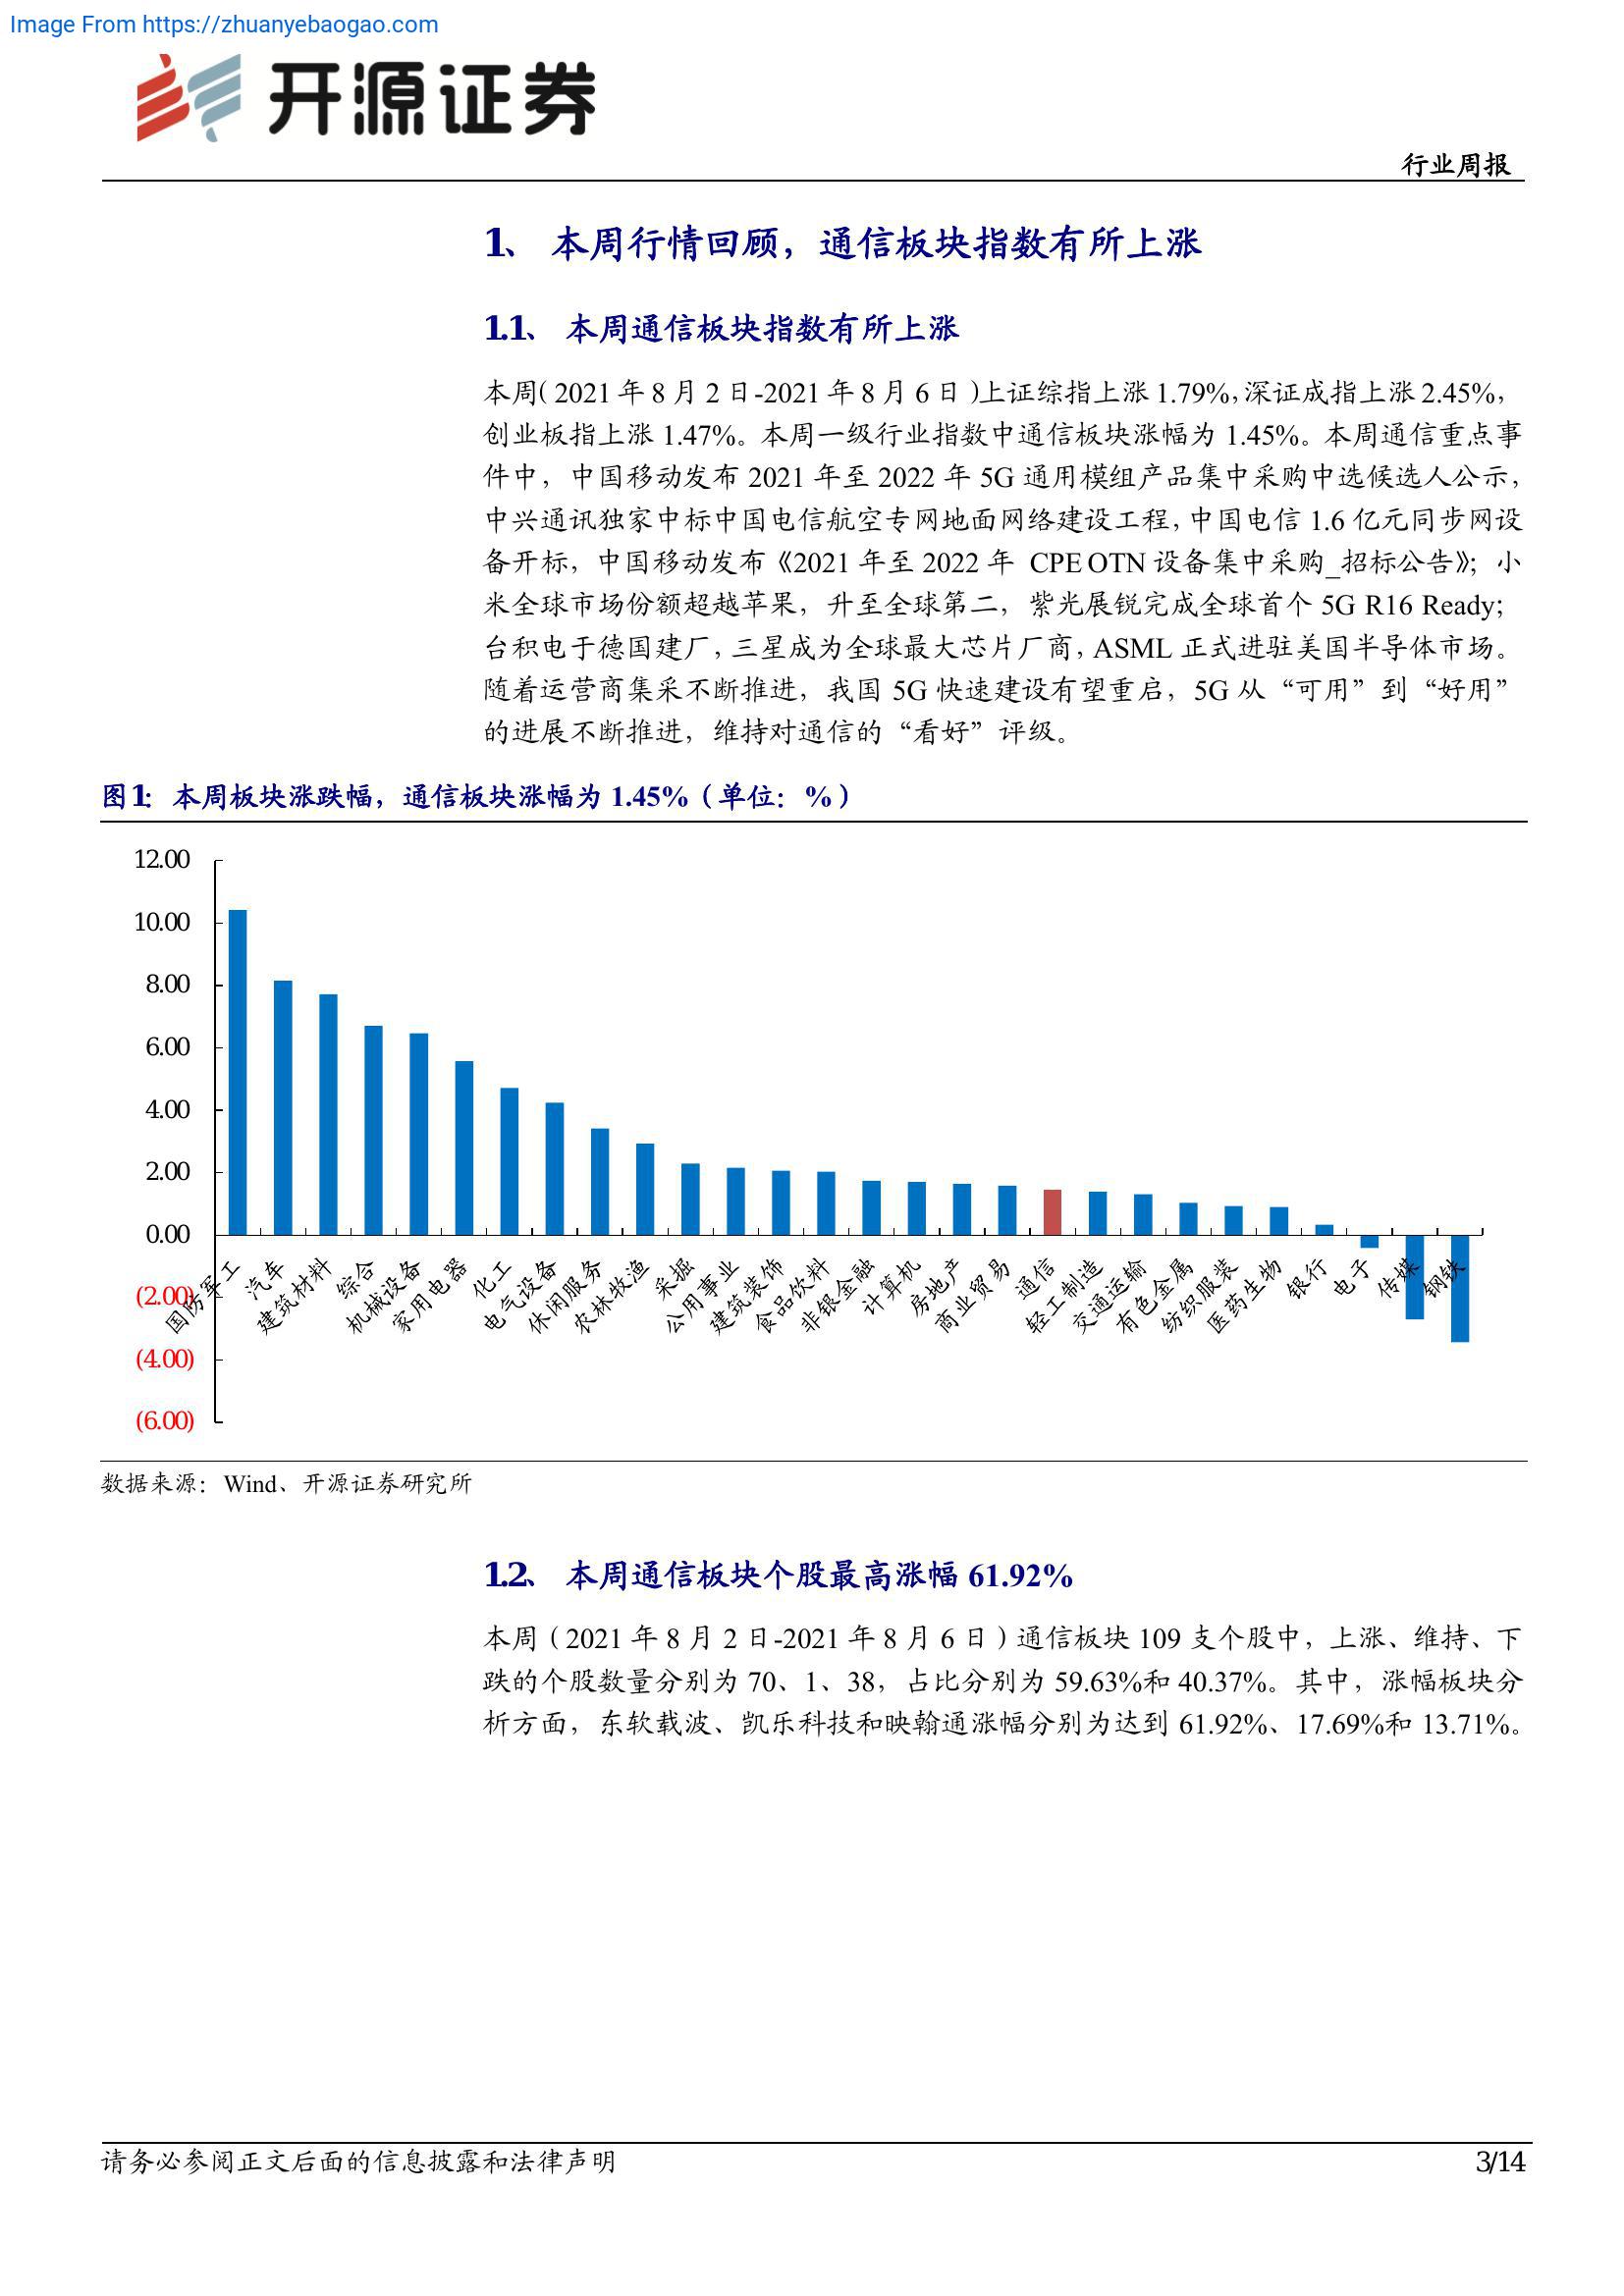 Image From https://zhuanyebaogao.com
开源证券
行业周报
1、 本周行情回顾，通信板块指数有所上涨
1.1、 本周通信板块指数有所上涨
本周（2021年8月2日-2021年8月6日）上证综指上涨1.79%，深证成指上涨2.45%，
创业板指上涨 1.47%。本周一级行业指数中通信板块涨幅为 1.45%。本周通信重点事
件中，中国移动发布 2021 年至 2022 年 5G 通用模组产品集中采购中选候选人公示，
中兴通讯独家中标中国电信航空专网地面网络建设工程，中国电信 1.6 亿元同步网设
备开标，中国移动发布《2021 年至 2022 年 CPE OTN 设备集中采购_招标公告》；小
米全球市场份额超越苹果，升至全球第二，紫光展锐完成全球首个 5G R16 Ready；
台积电于德国建厂，三星成为全球最大芯片厂商，ASML 正式进驻美国半导体市场。
随着运营商集采不断推进，我国 5G 快速建设有望重启，5G 从“可用”到“好用”
的进展不断推进，维持对通信的“看好”评级。
图1： 本周板块涨跌幅，通信板块涨幅为 1.45%（单位：%）
12.00
10.00
8.00
6.00
4.00
2.00
0.00
(2.00)
(4.00)
(6.00)
国防军工
汽车
建筑材料
综合
机械设备
家用电器
化工
电气设备
休闲服务
农林牧渔
采掘
公用事业
建筑装饰
食品饮料
非银金融
计算机
房地产
商业贸易
通信
轻工制造
交通运输
有色金属
纺织服装
医药生物
银行
电子
传媒
钢铁
数据来源：Wind、开源证券研究所
1.2、 本周通信板块个股最高涨幅 61.92%
本周（2021 年 8 月 2 日-2021 年 8 月 6 日）通信板块 109 支个股中，上涨、维持、下
跌的个股数量分别为 70、1、38，占比分别为 59.63%和 40.37%。其中，涨幅板块分
析方面，东软载波、凯乐科技和映翰通涨幅分别为达到 61.92%、17.69%和 13.71%。
请务必参阅正文后面的信息披露和法律声明
3/14